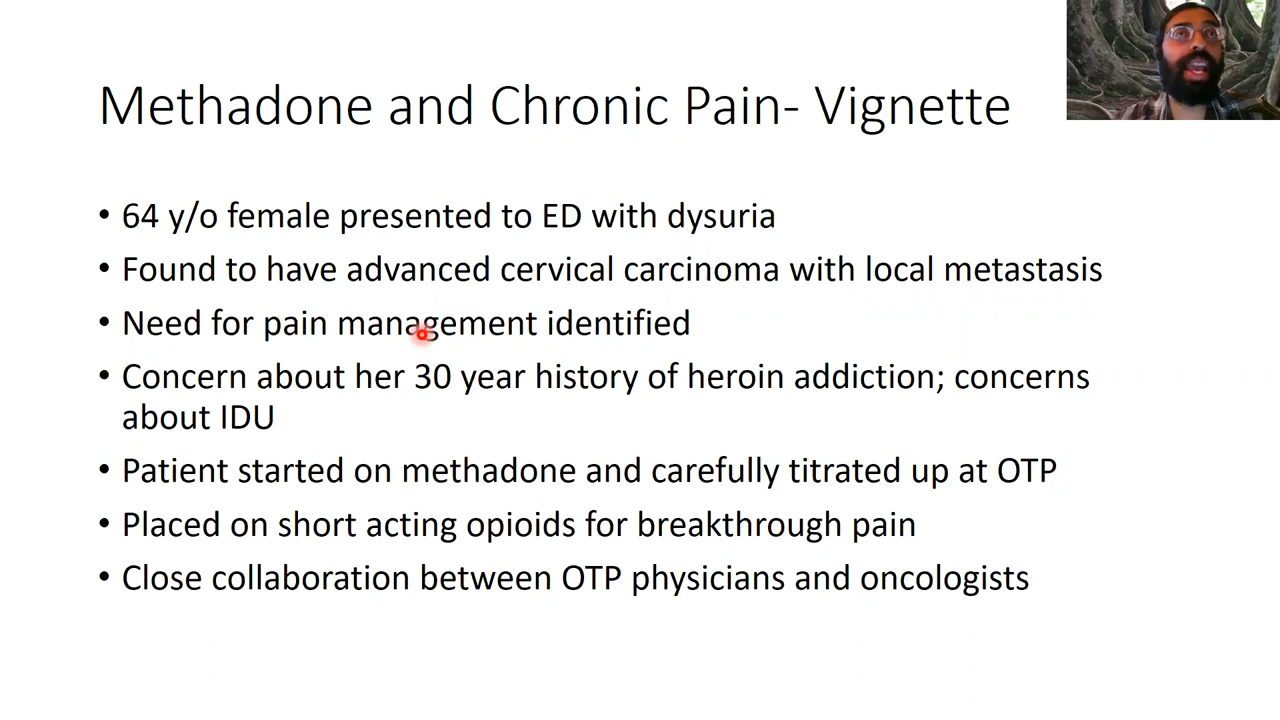 Methadone and Chronic Pain- Vignette
• 64 y/o female presented to ED with dysuria
• Found to have advanced cervical carcinoma with local metastasis
• Need for pain management identified
• Concern about her 30 year history of heroin addiction; concerns
about IDU
• Patient started on methadone and carefully titrated up at OTP
• Placed on short acting opioids for breakthrough pain
• Close collaboration between OTP physicians and oncologists